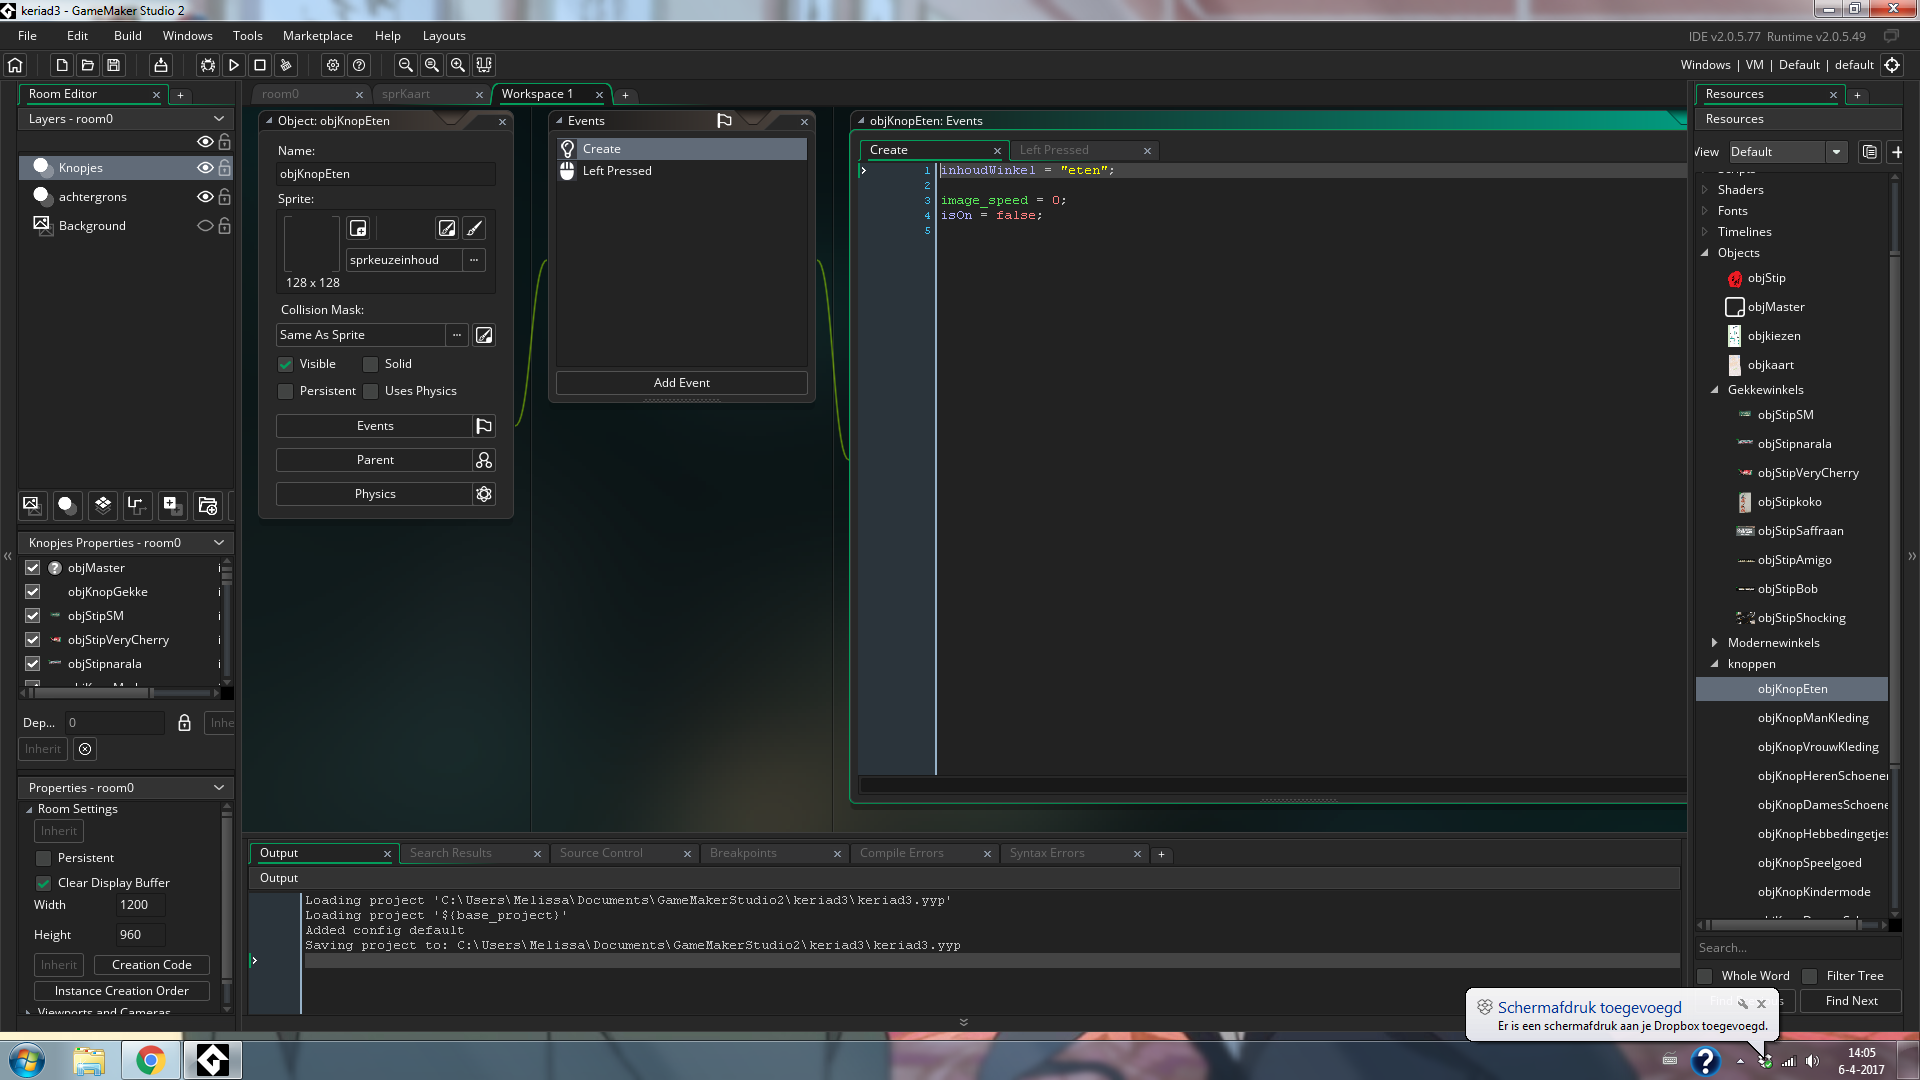 keriad3 - GameMaker Studio 2
File Edit Build Windows Tools Marketplace Help Layouts
IDE v2.0.5.77 Runtime v2.0.5.49
Windows | VM | Default | default
Room Editor
Layers - room0
Knopjes
achtergrons
Background
Knopjes Properties - room0
objMaster
objKnopGekke
objStipSM
objStipVeryCherry
objStipnarala
Dep... 0 Inhe
Inherit
Properties - room0
Room Settings
Inherit
Persistent
Clear Display Buffer
Width 1200
Height 960
Inherit Creation Code
Instance Creation Order
Viewports and Cameras
room0 sprKaart Workspace 1
Object: objKnopEten
Name:
objKnopEten
Sprite:
sprkeuzeinhoud
128 x 128
Collision Mask:
Same As Sprite
Visible Solid
Persistent Uses Physics
Events
Parent
Physics
Events
Create
Left Pressed
Add Event
objKnopEten: Events
Create Left Pressed
1 inhoudWinkel = "eten";
2
3 image_speed = 0;
4 isOn = false;
5
Output Search Results Source Control Breakpoints Compile Errors Syntax Errors
Output
Loading project 'C:\Users\Melissa\Documents\GameMakerStudio2\keriad3\keriad3.yyp'
Loading project '${base_project}'
Added config default
Saving project to: C:\Users\Melissa\Documents\GameMakerStudio2\keriad3\keriad3.yyp
Resources
Resources
View Default
Shaders
Fonts
Timelines
Objects
objStip
objMaster
objkiezen
objkaart
Gekkewinkels
objStipSM
objStipnarala
objStipVeryCherry
objStipkoko
objStipSaffraan
objStipAmigo
objStipBob
objStipShocking
Modernewinkels
knoppen
objKnopEten
objKnopManKleding
objKnopVrouwKleding
objKnopHerenSchoener
objKnopDamesSchoene
objKnopHebbedingetjes
objKnopSpeelgoed
objKnopKindermode
Search...
Whole Word Filter Tree
Find Next
Schermafdruk toegevoegd
Er is een schermafdruk aan je Dropbox toegevoegd.
14:05
6-4-2017